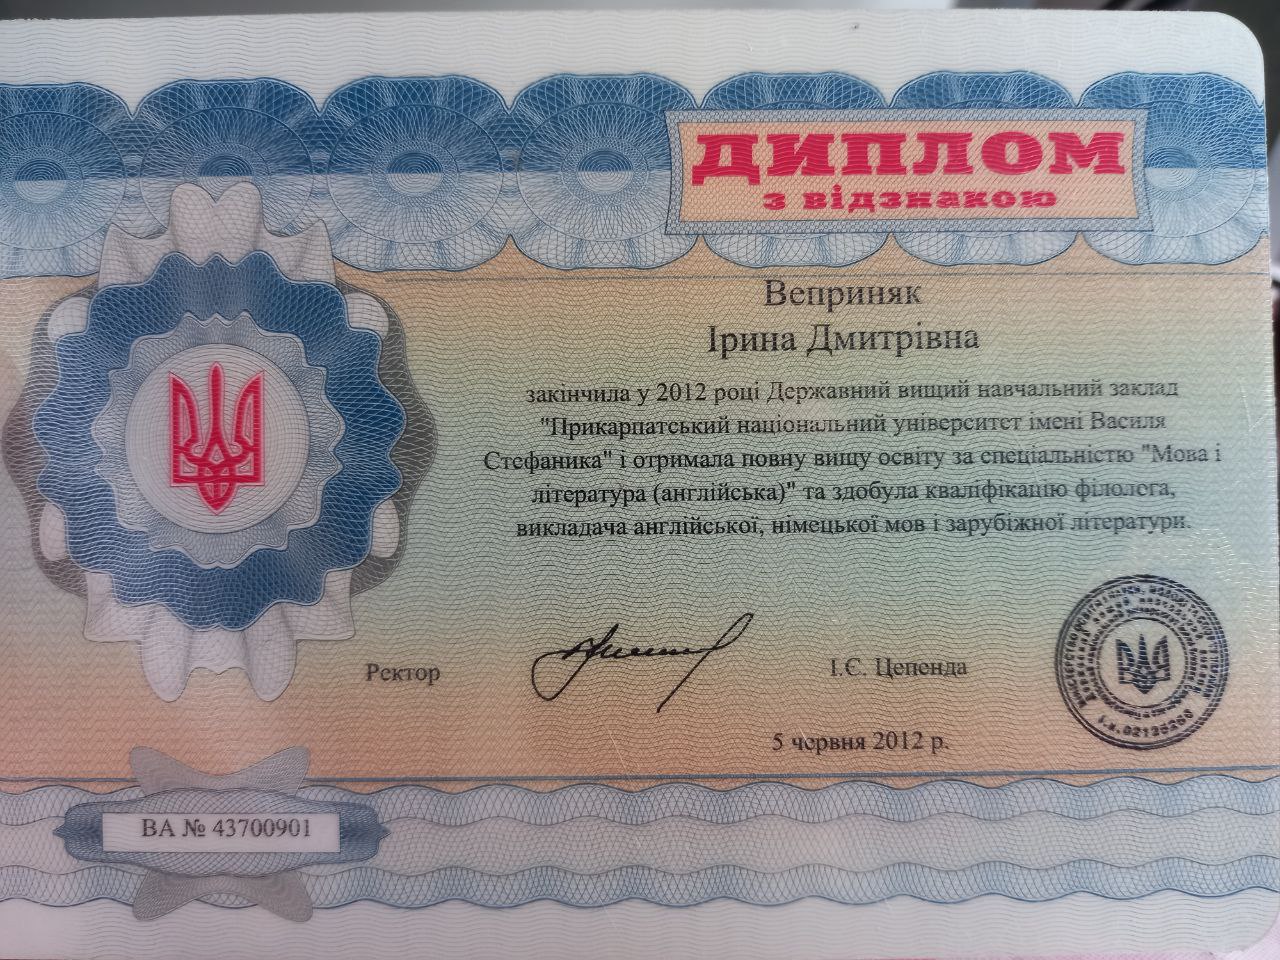 ДИПЛОМ
з відзнакою
Веприняк
Ірина Дмитрівна
закінчила у 2012 році Державний вищий навчальний заклад
"Прикарпатський національний університет імені Василя
Стефаника" і отримала повну вищу освіту за спеціальністю "Мова і
література (англійська)" та здобула кваліфікацію філолога,
викладача англійської, німецької мов і зарубіжної літератури.
Ректор
І.Є. Цепенда
5 червня 2012 р.
ВА № 43700901